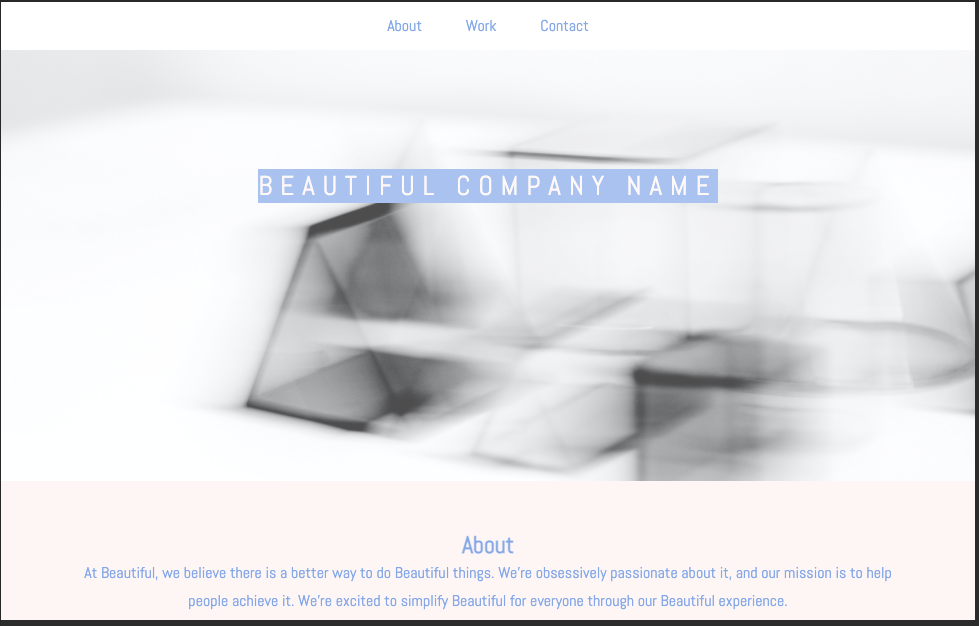 About Work Contact
BEAUTIFUL COMPANY NAME
About
At Beautiful, we believe there is a better way to do Beautiful things. We're obsessively passionate about it, and our mission is to help
people achieve it. We're excited to simplify Beautiful for everyone through our Beautiful experience.